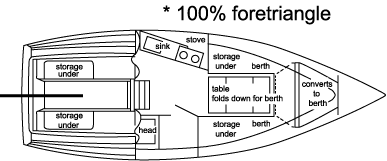 * 100% foretriangle
stove
sink
storage
under
storage
under
berth
table
folds down for berth
converts
to
berth
storage
under
head
storage
under
berth